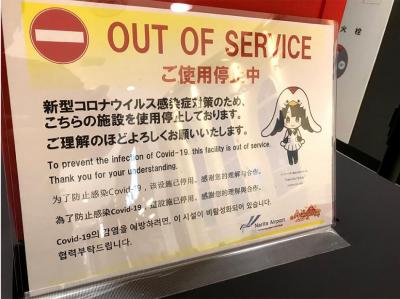 OUT OF SERVICE
ご使用停止中
新型コロナウイルス感染症対策のため、
こちらの施設を使用停止しております。
ご理解のほどよろしくお願いいたします。
To prevent the infection of Covid-19, this facility is out of service.
Thank you for your understanding.
为了防止感染Covid-19，该设施已停用。感谢您的理解与合作。
為了防止感染Covid-19，這設施已停用。感謝您的理解與合作。
Covid-19의 감염을 예방하려면, 이 시설이 비활성화되어 있습니다.
협력부탁드립니다.
Narita Airport
火栓